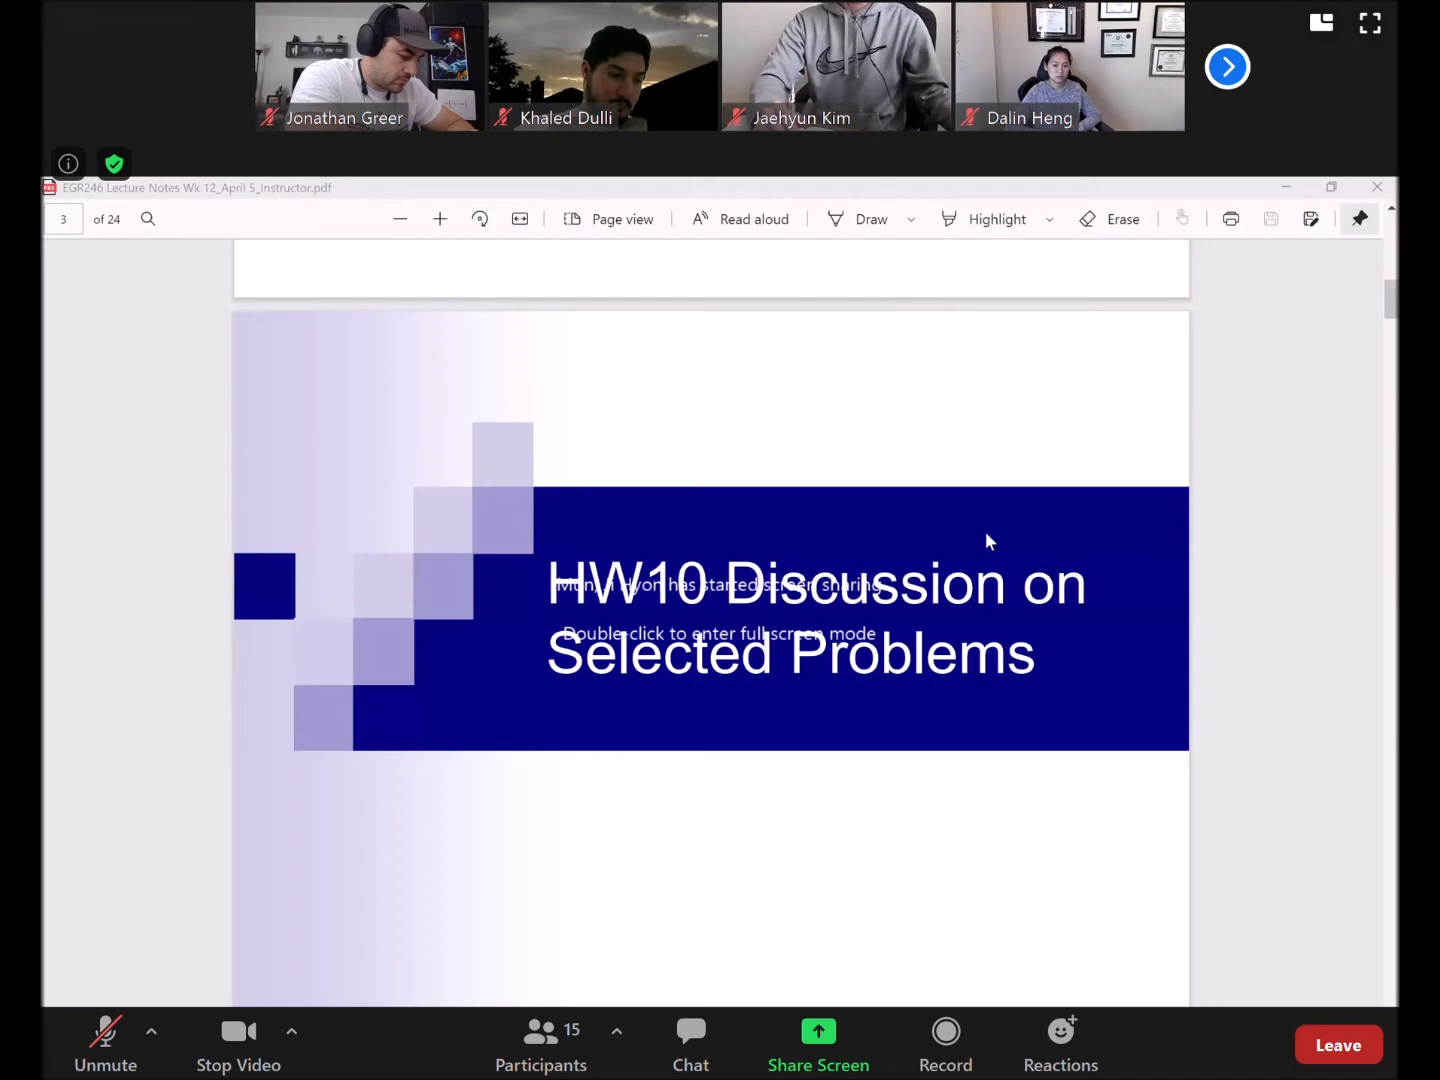 Jonathan Greer
Khaled Dulli
Jaehyun Kim
Dalin Heng
EGR246 Lecture Notes Wk 12_April 5_Instructor.pdf
3 of 24
Page view
Read aloud
Draw
Highlight
Erase
HW10 Discussion on
has started screen sharing
Double-click to enter full screen mode
Selected Problems
Unmute
Stop Video
15
Participants
Chat
Share Screen
Record
Reactions
Leave